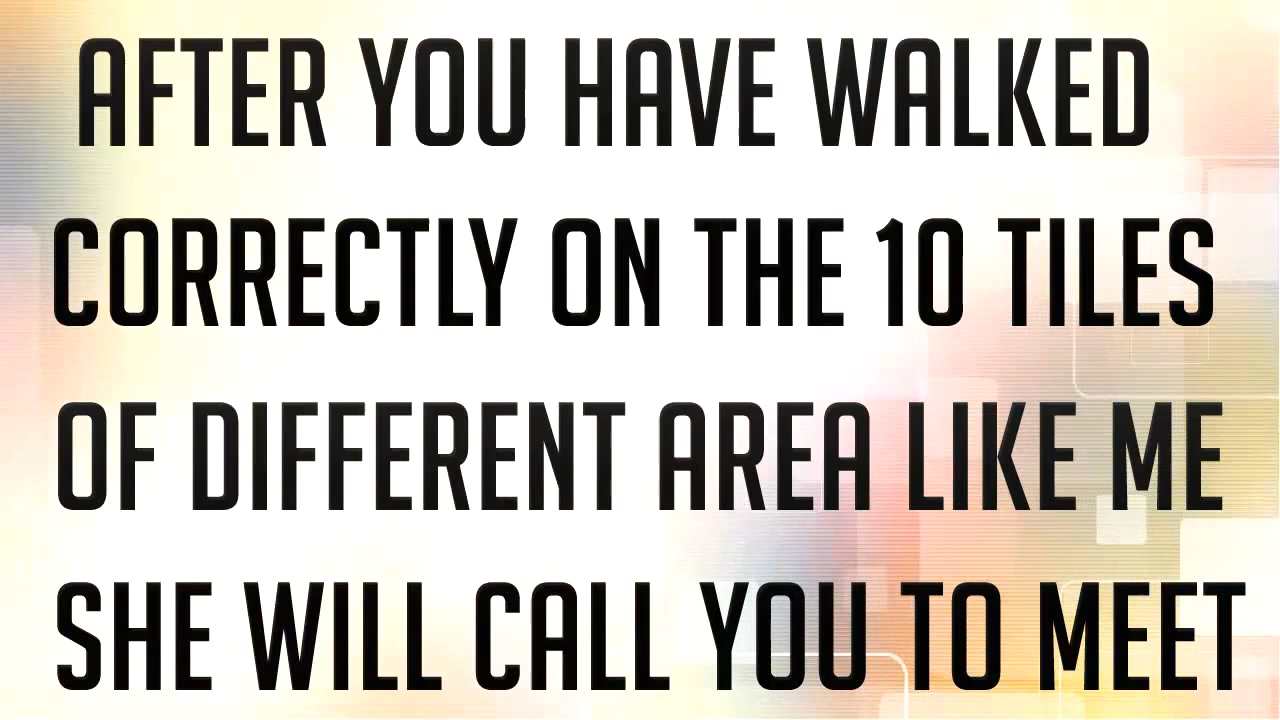 AFTER YOU HAVE WALKED
CORRECTLY ON THE 10 TILES
OF DIFFERENT AREA LIKE ME
SHE WILL CALL YOU TO MEET